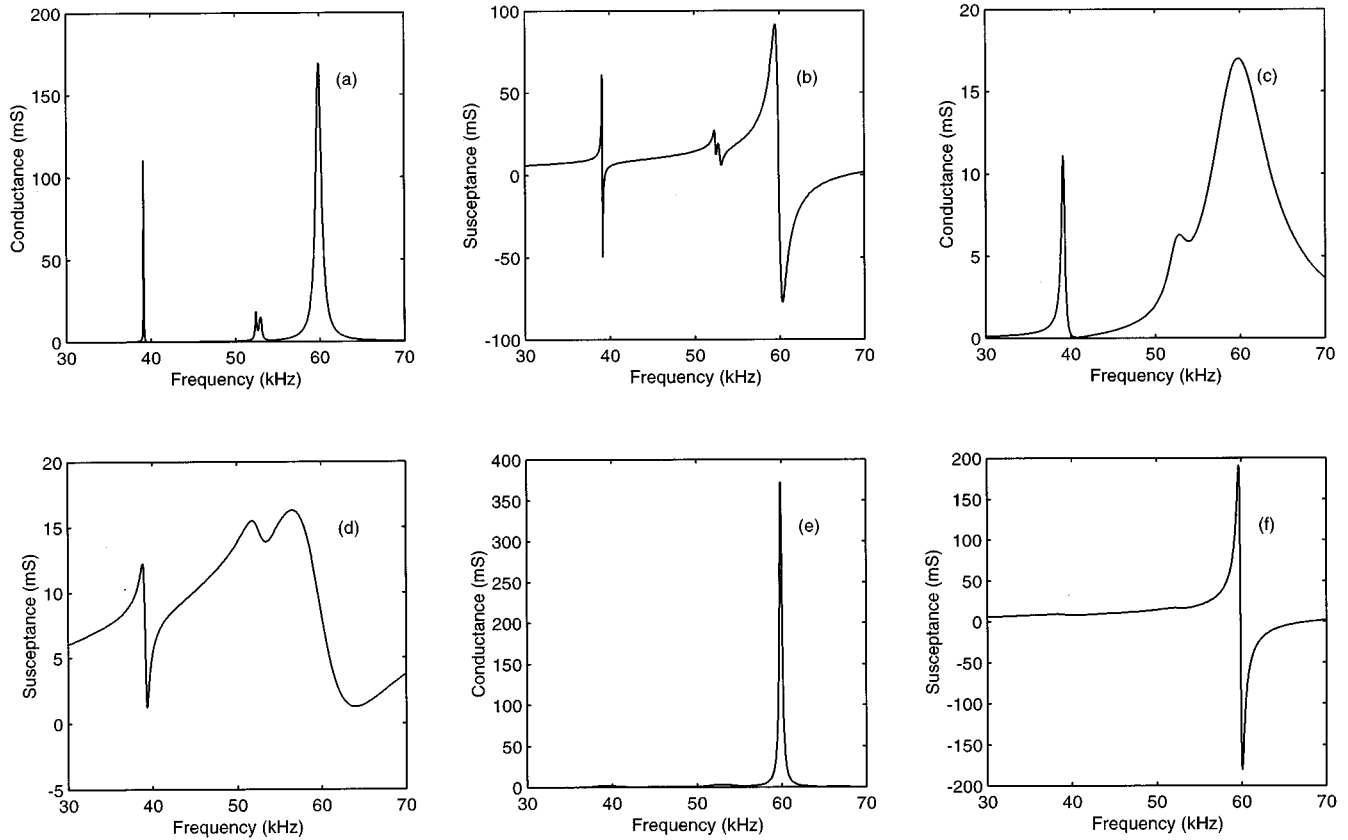 200
150
100
50
0
Conductance (mS)
(a)
30 40 50 60 70
Frequency (kHz)
100
50
0
-50
-100
Susceptance (mS)
(b)
30 40 50 60 70
Frequency (kHz)
20
15
10
5
0
Conductance (mS)
(c)
30 40 50 60 70
Frequency (kHz)
20
15
10
5
0
-5
Susceptance (mS)
(d)
30 40 50 60 70
Frequency (kHz)
400
350
300
250
200
150
100
50
0
Conductance (mS)
(e)
30 40 50 60 70
Frequency (kHz)
200
150
100
50
0
-50
-100
-150
-200
Susceptance (mS)
(f)
30 40 50 60 70
Frequency (kHz)